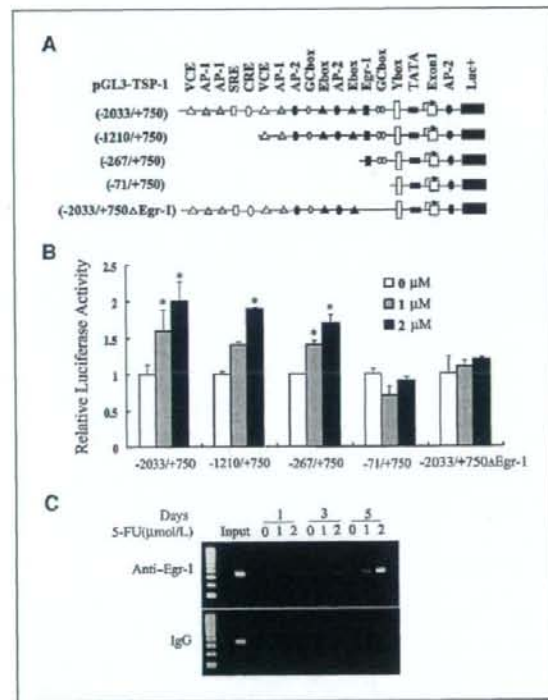 A
pGL3-TSP-1
VCE AP-1 AP-1 SRE CRE VCE AP-1 AP-2 GCbox Ebox AP-2 Ebox Egr-1 GCbox Ybox TATA Exon1 AP-2 Luc+
(-2033/+750)
(-1210/+750)
(-267/+750)
(-71/+750)
(-2033/+750ΔEgr-1)
B
Relative Luciferase Activity
2.5
2
1.5
1
0.5
0
* * * * *
0 μM
1 μM
2 μM
-2033/+750 -1210/+750 -267/+750 -71/+750 -2033/+750ΔEgr-1
C
Days 1 3 5
5-FU(μmol/L) Input 0 1 2 0 1 2 0 1 2
Anti-Egr-1
IgG